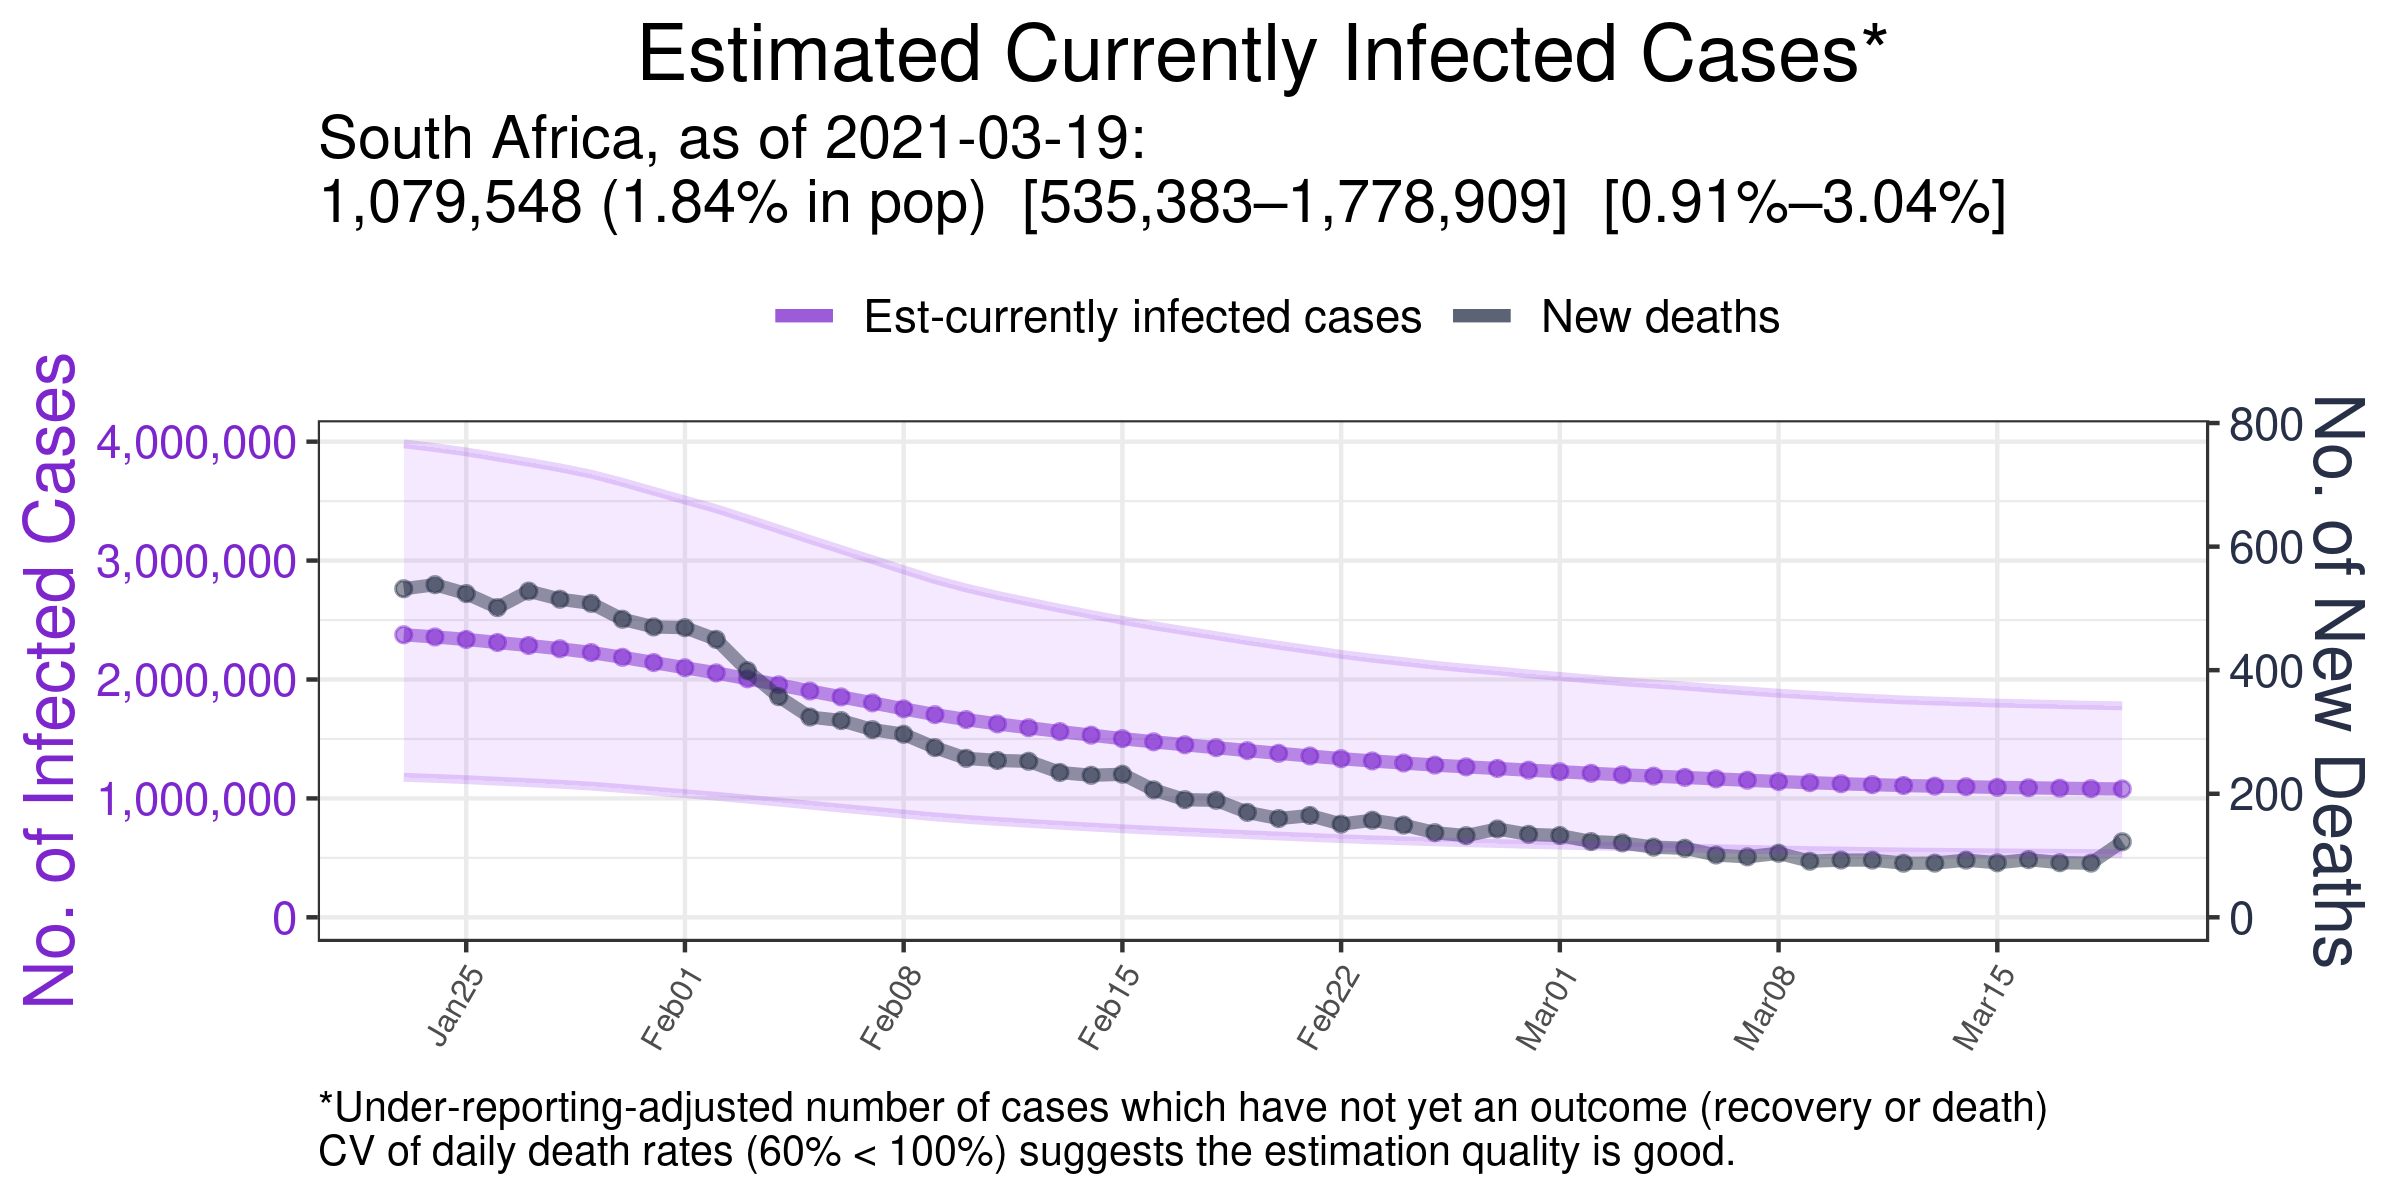 Estimated Currently Infected Cases*
South Africa, as of 2021-03-19:
1,079,548 (1.84% in pop) [535,383–1,778,909] [0.91%–3.04%]
Est-currently infected cases
New deaths
No. of Infected Cases
4,000,000
3,000,000
2,000,000
1,000,000
0
800
600
400
200
0
No. of New Deaths
Jan25
Feb01
Feb08
Feb15
Feb22
Mar01
Mar08
Mar15
*Under-reporting-adjusted number of cases which have not yet an outcome (recovery or death)
CV of daily death rates (60% < 100%) suggests the estimation quality is good.